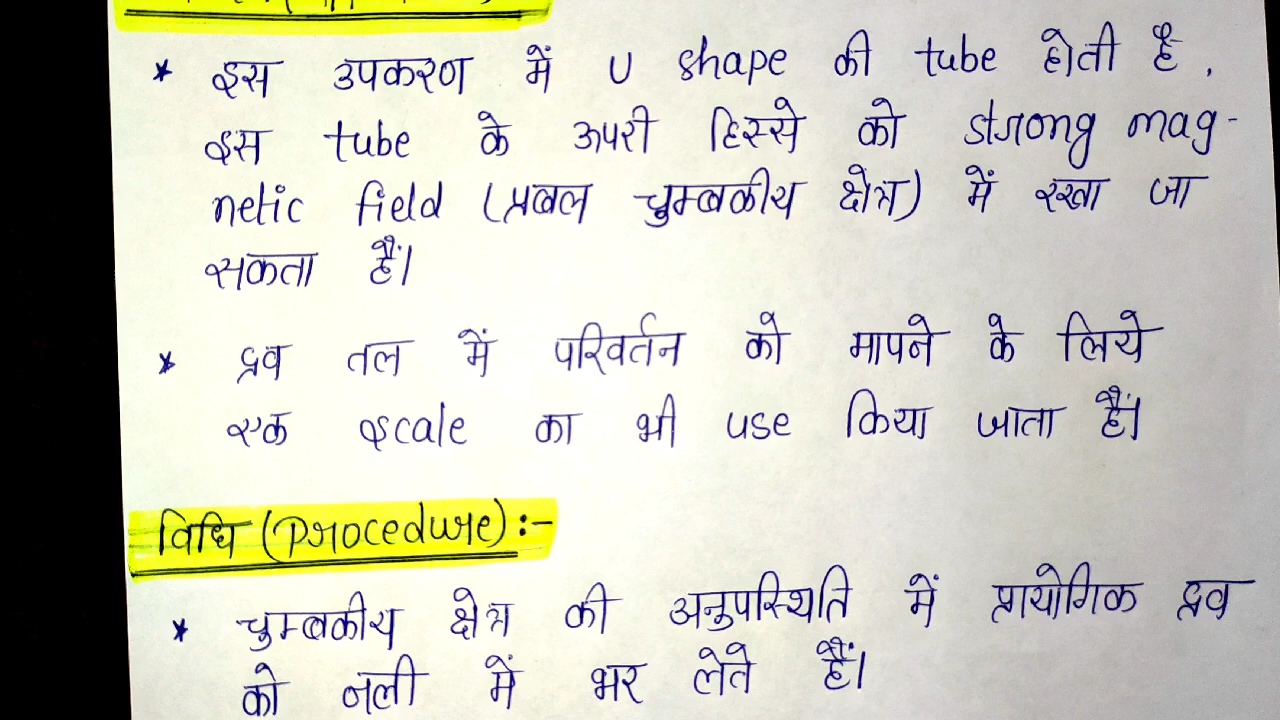 * इस उपकरण में U shape की tube होती है,
इस tube के ऊपरी हिस्से को strong mag-
netic field (प्रबल चुम्बकीय क्षेत्र) में रखा जा
सकता हैं।
* द्रव तल में परिवर्तन को मापने के लिये
एक scale का भी use किया जाता हैं।
विधि (procedure) :-
* चुम्बकीय क्षेत्र की अनुपस्थिति में प्रायोगिक द्रव
को नली में भर लेते हैं।